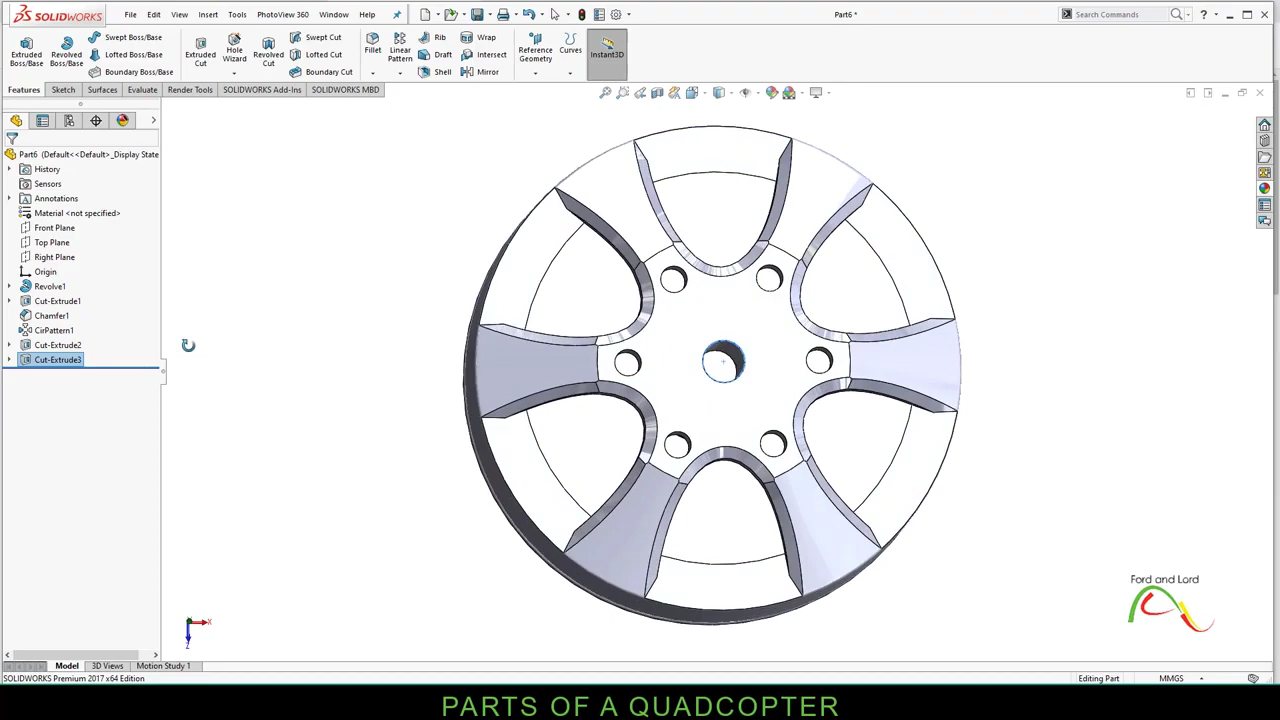 SOLIDWORKS File Edit View Insert Tools PhotoView 360 Window Help Part6 * Search Commands
Extruded Boss/Base Revolved Boss/Base Swept Boss/Base Lofted Boss/Base Boundary Boss/Base Extruded Cut Hole Wizard Revolved Cut Swept Cut Lofted Cut Boundary Cut Fillet Linear Pattern Rib Draft Shell Wrap Intersect Mirror Reference Geometry Curves Instant3D
Features Sketch Surfaces Evaluate Render Tools SOLIDWORKS Add-Ins SOLIDWORKS MBD
Part6 (Default<<Default>_Display State
History
Sensors
Annotations
Material <not specified>
Front Plane
Top Plane
Right Plane
Origin
Revolve1
Cut-Extrude1
Chamfer1
CirPattern1
Cut-Extrude2
Cut-Extrude3
Ford and Lord
X
Z
Model 3D Views Motion Study 1
SOLIDWORKS Premium 2017 x64 Edition Editing Part MMGS
PARTS OF A QUADCOPTER